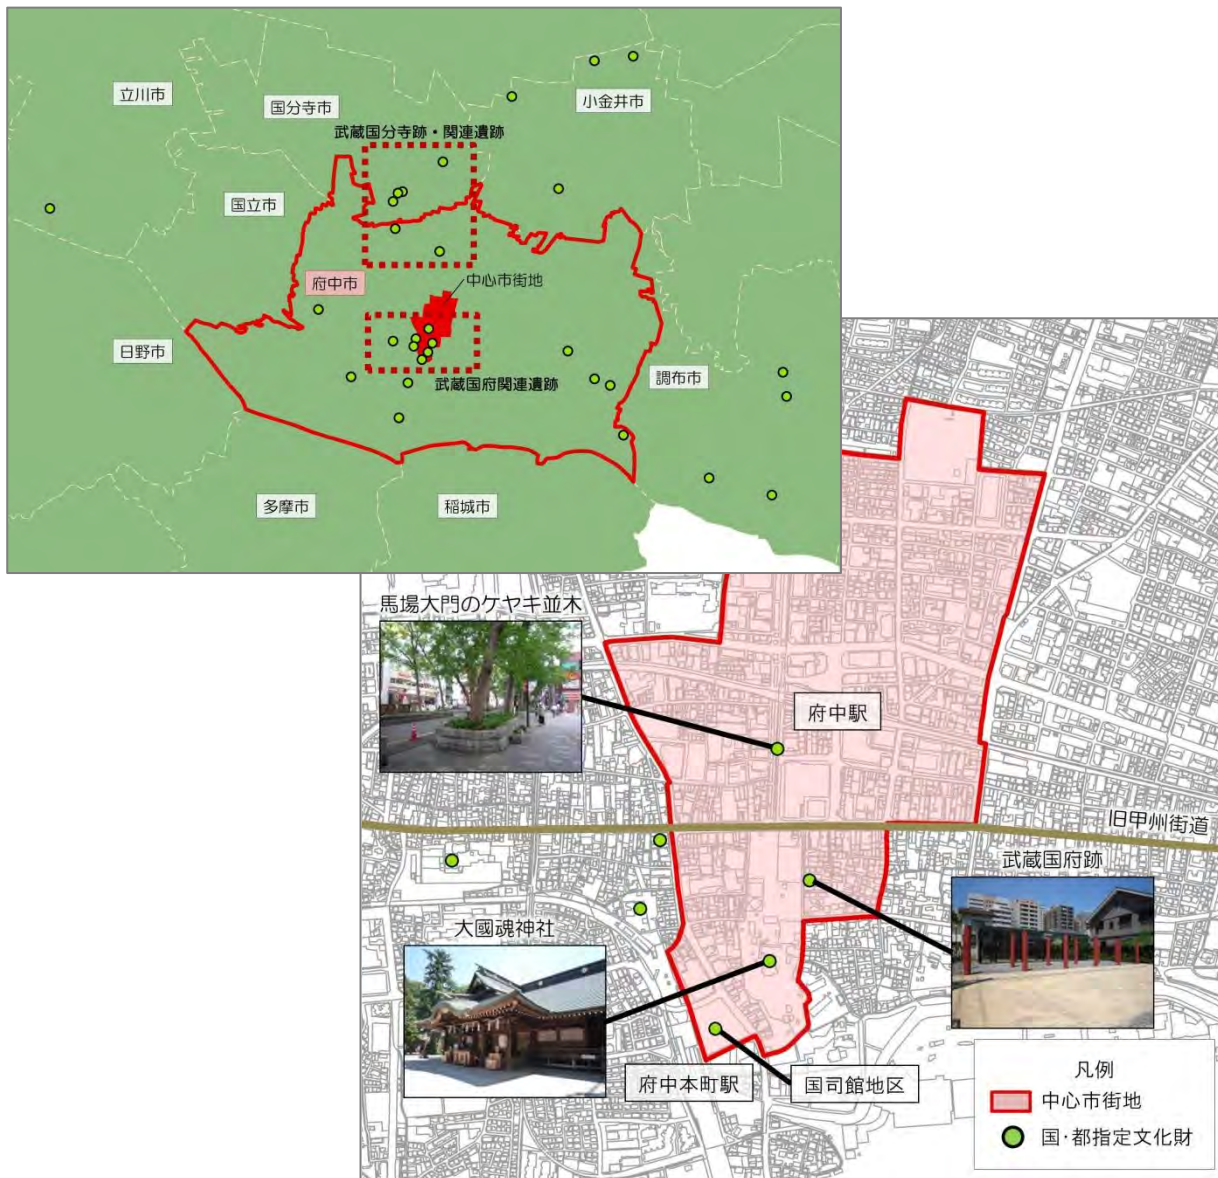 立川市
国分寺市
小金井市
武蔵国分寺跡・関連遺跡
国立市
府中市
中心市街地
日野市
武蔵国府関連遺跡
調布市
多摩市
稲城市
馬場大門のケヤキ並木
府中駅
旧甲州街道
武蔵国府跡
大國魂神社
府中本町駅
国司館地区
凡例
中心市街地
国・都指定文化財